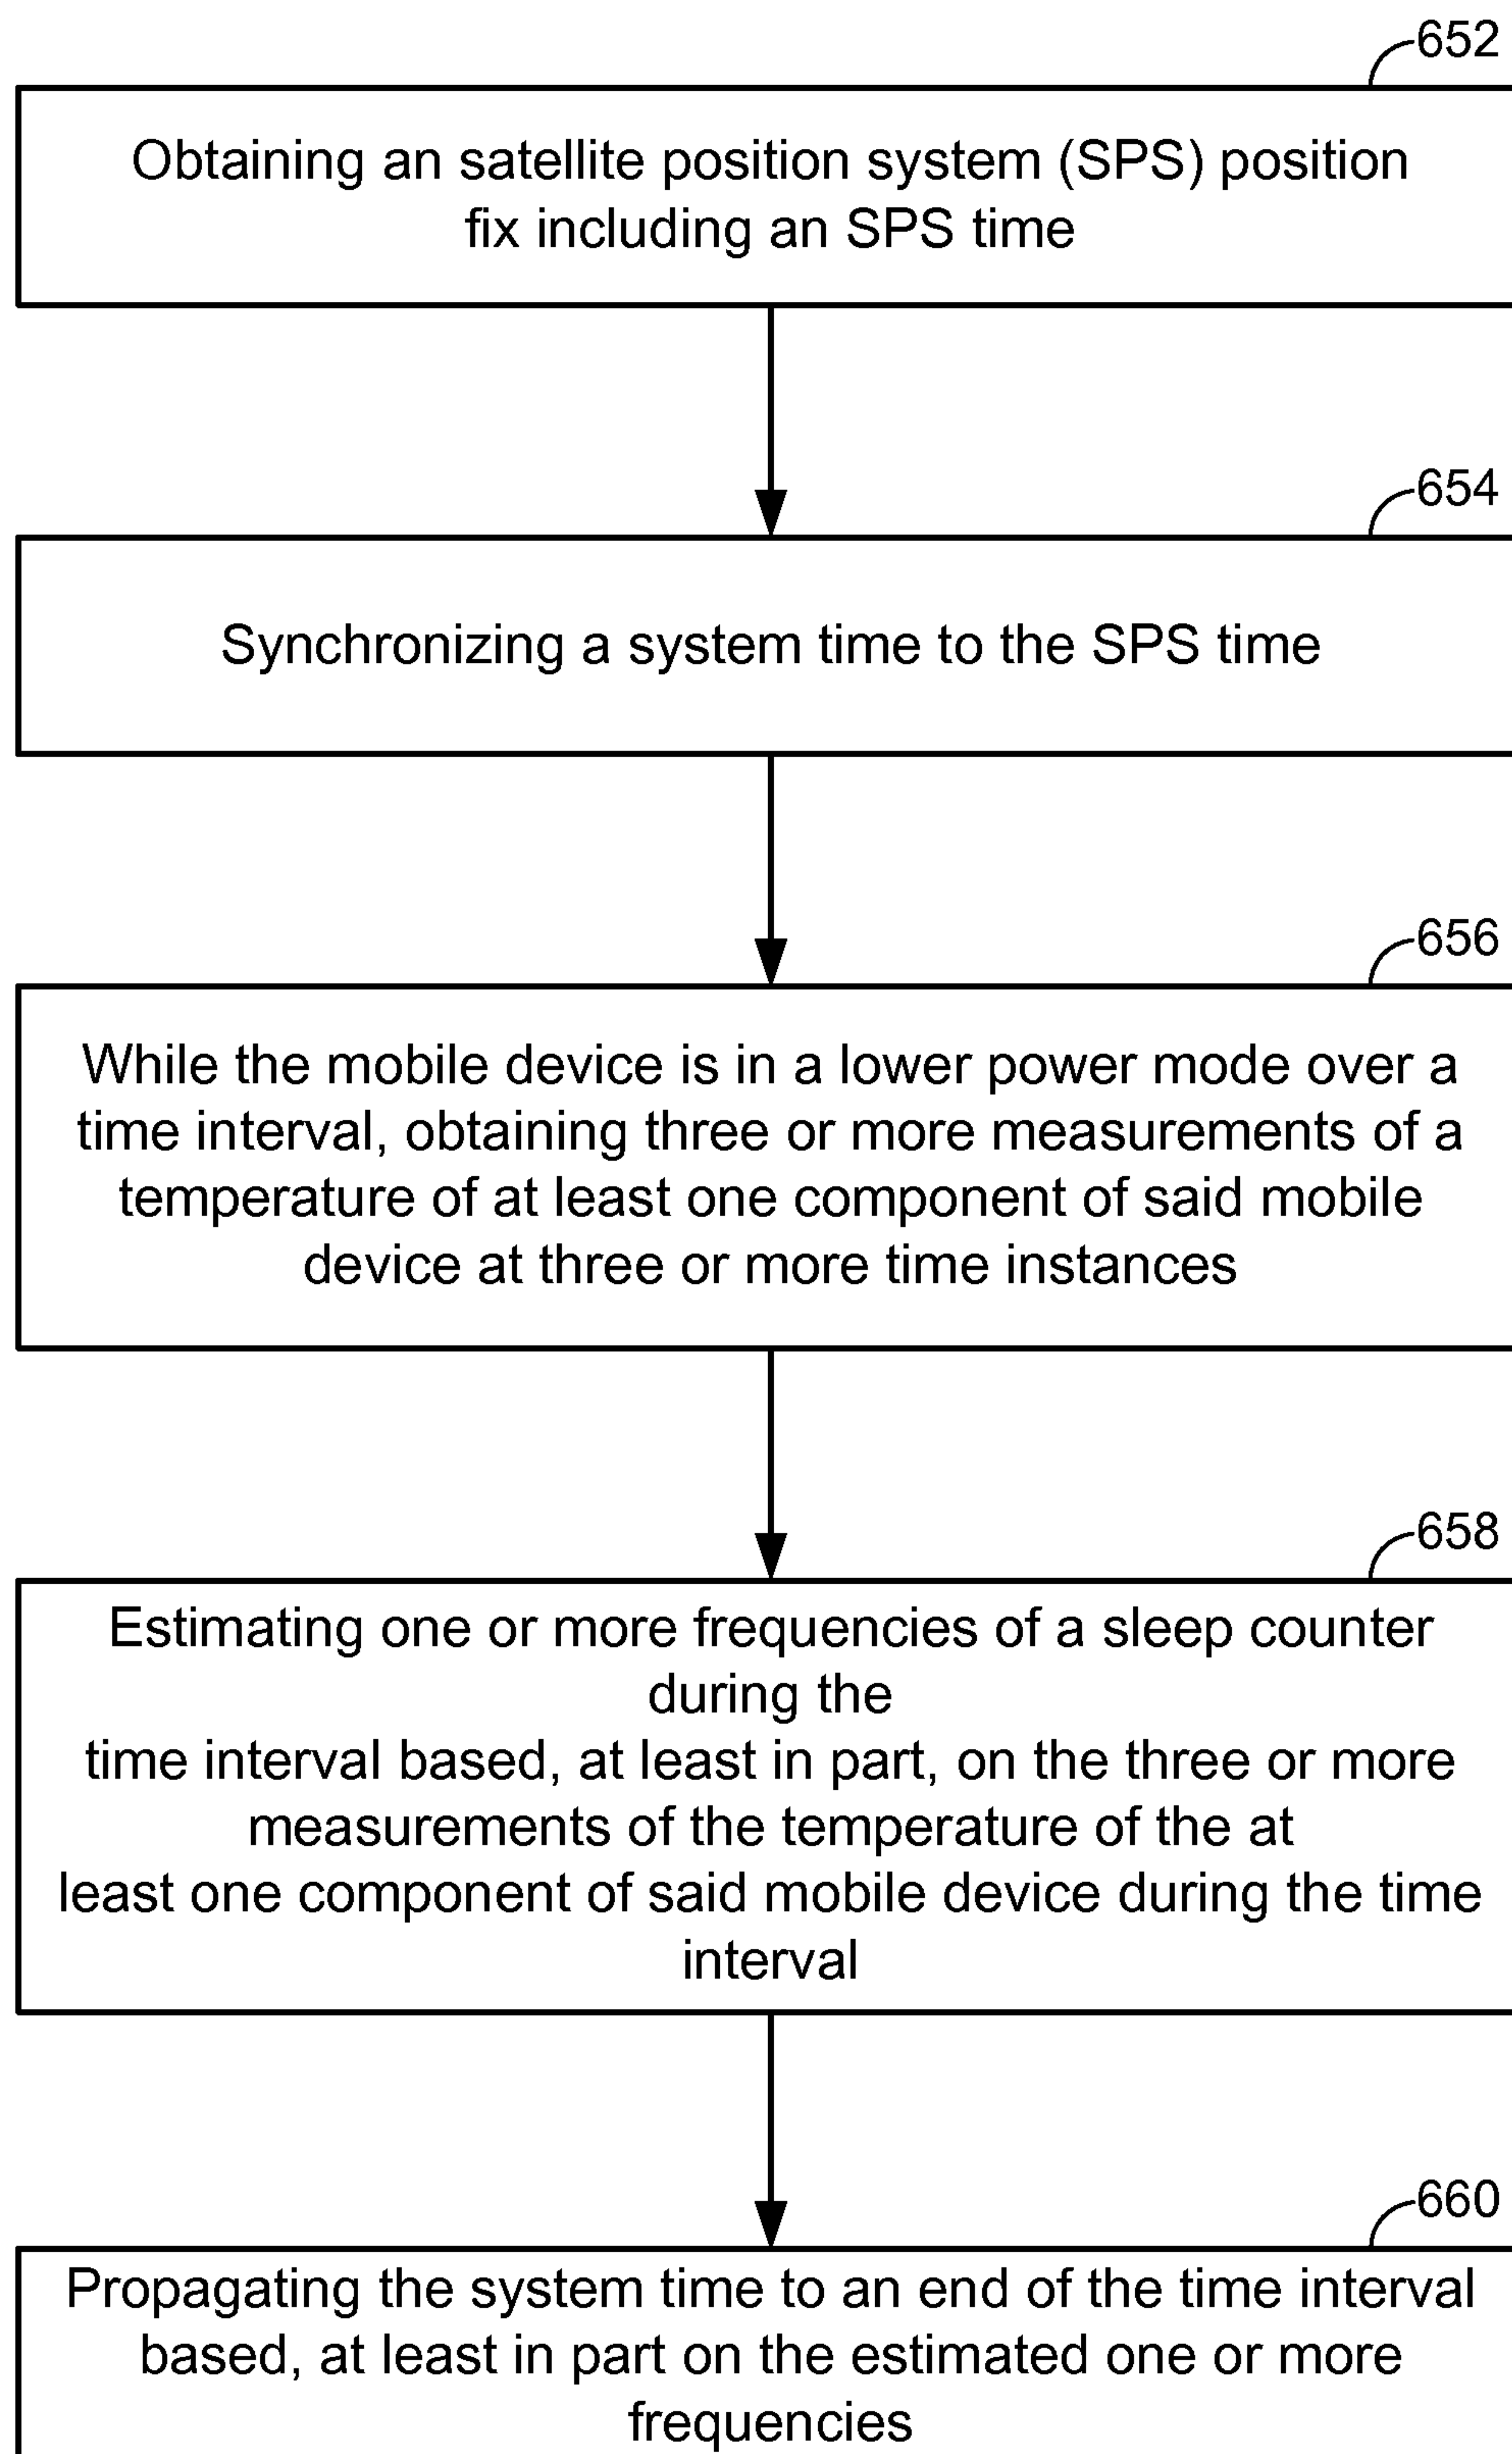 652
Obtaining an satellite position system (SPS) position
fix including an SPS time
654
Synchronizing a system time to the SPS time
656
While the mobile device is in a lower power mode over a
time interval, obtaining three or more measurements of a
temperature of at least one component of said mobile
device at three or more time instances
658
Estimating one or more frequencies of a sleep counter
during the
time interval based, at least in part, on the three or more
measurements of the temperature of the at
least one component of said mobile device during the time
interval
660
Propagating the system time to an end of the time interval
based, at least in part on the estimated one or more
frequencies